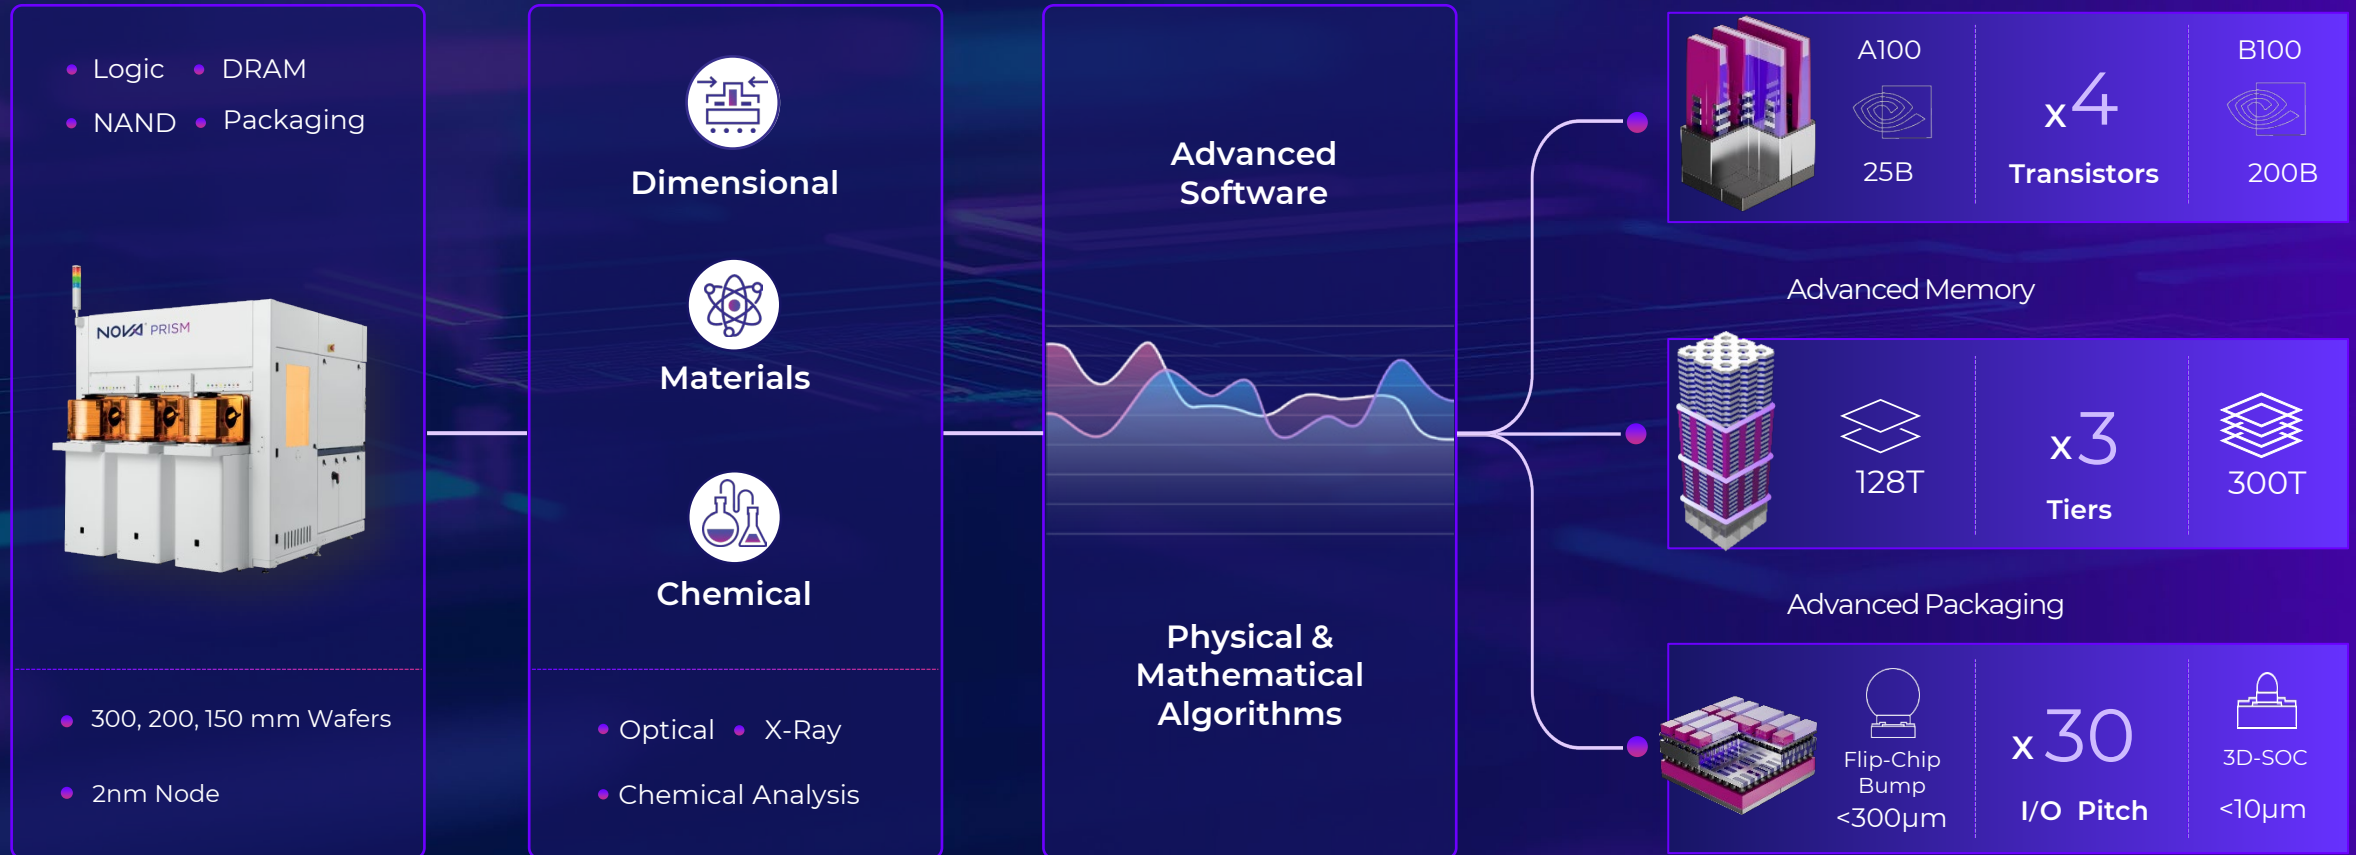 Logic
DRAM
NAND
Packaging
NOVA PRISM
300, 200, 150 mm Wafers
2nm Node
Dimensional
Materials
Chemical
Optical
X-Ray
Chemical Analysis
Advanced
Software
Physical &
Mathematical
Algorithms
A100
25B
x4
Transistors
B100
200B
Advanced Memory
128T
x3
Tiers
300T
Advanced Packaging
Flip-Chip
Bump
<300µm
x 30
I/O Pitch
3D-SOC
<10µm